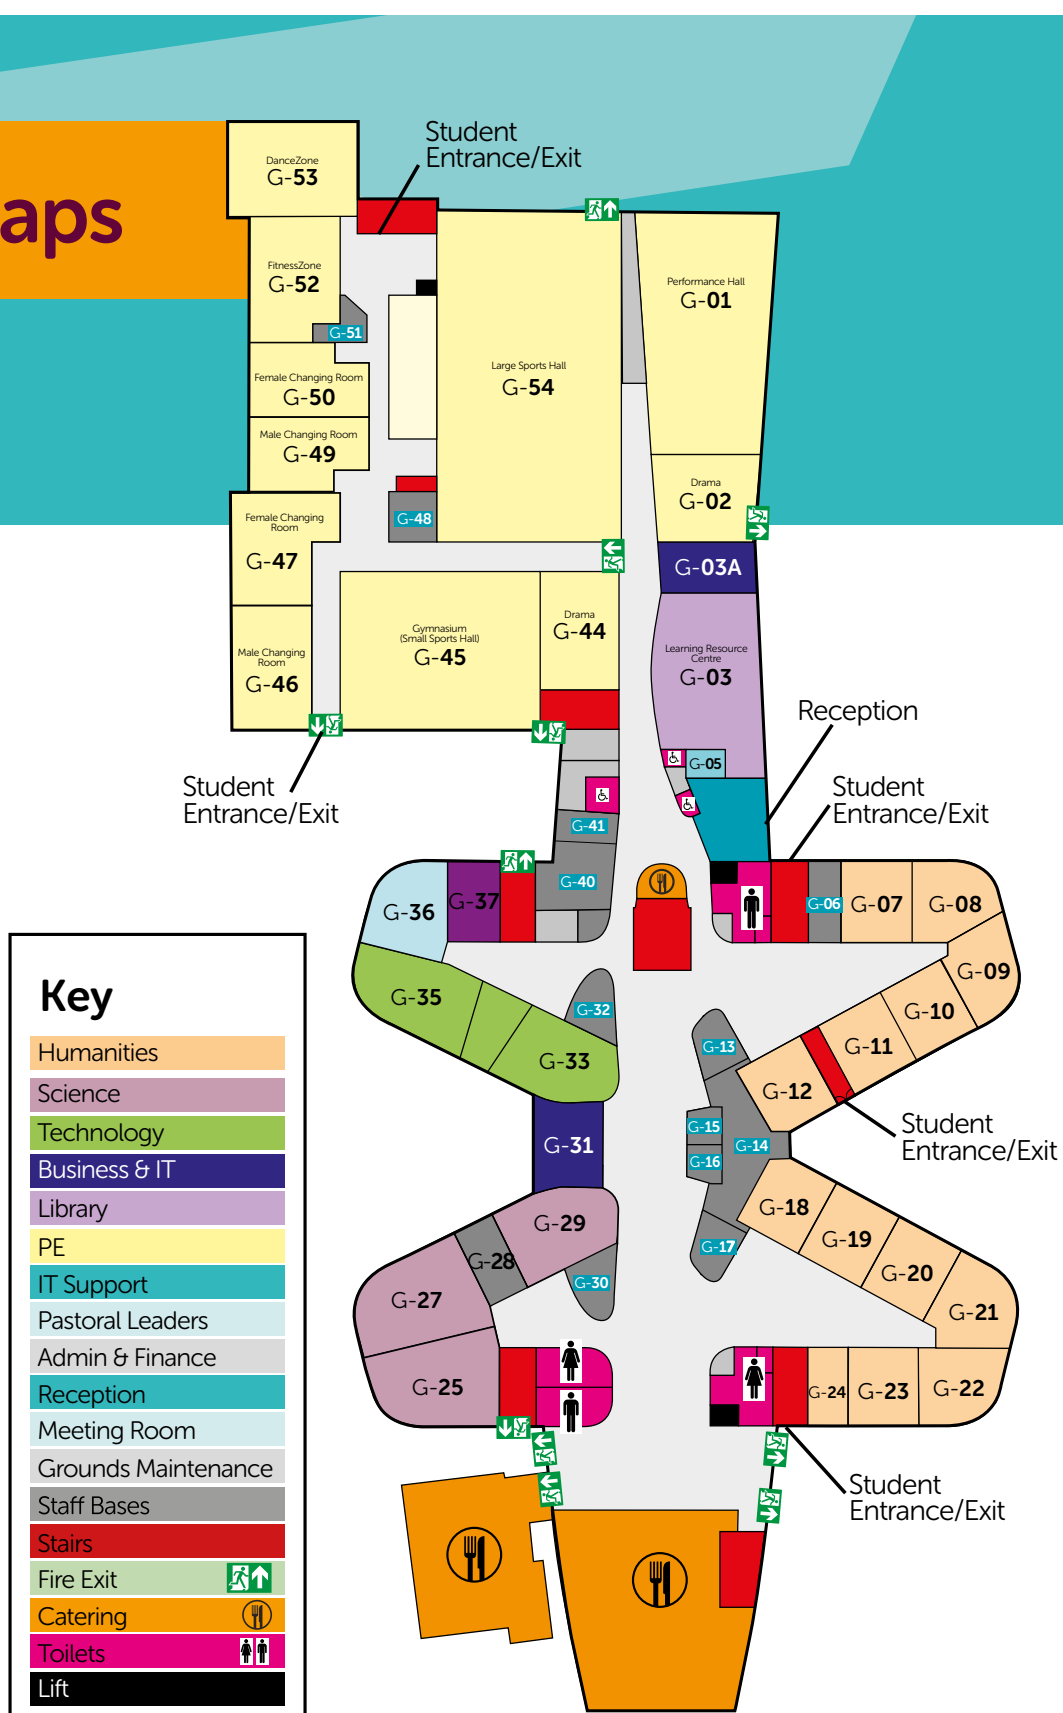 aps
Student
Entrance/Exit
DanceZone
G-53
FitnessZone
G-52
G-51
Performance Hall
G-01
Large Sports Hall
G-54
Female Changing Room
G-50
Male Changing Room
G-49
Drama
G-02
G-48
Female Changing
Room
G-47
G-03A
Drama
G-44
Gymnasium
(Small Sports Hall)
G-45
Learning Resource
Centre
G-03
Male Changing
Room
G-46
Reception
G-05
Student
Entrance/Exit
Student
Entrance/Exit
G-41
G-40
G-37
G-36
G-06
G-07
G-08
G-09
G-35
G-10
G-32
G-11
G-13
G-33
G-12
Student
Entrance/Exit
G-15
G-14
G-31
G-16
G-18
G-29
G-19
G-17
G-28
G-20
G-30
G-27
G-21
G-25
G-24
G-23
G-22
Student
Entrance/Exit
Key
Humanities
Science
Technology
Business & IT
Library
PE
IT Support
Pastoral Leaders
Admin & Finance
Reception
Meeting Room
Grounds Maintenance
Staff Bases
Stairs
Fire Exit
Catering
Toilets
Lift